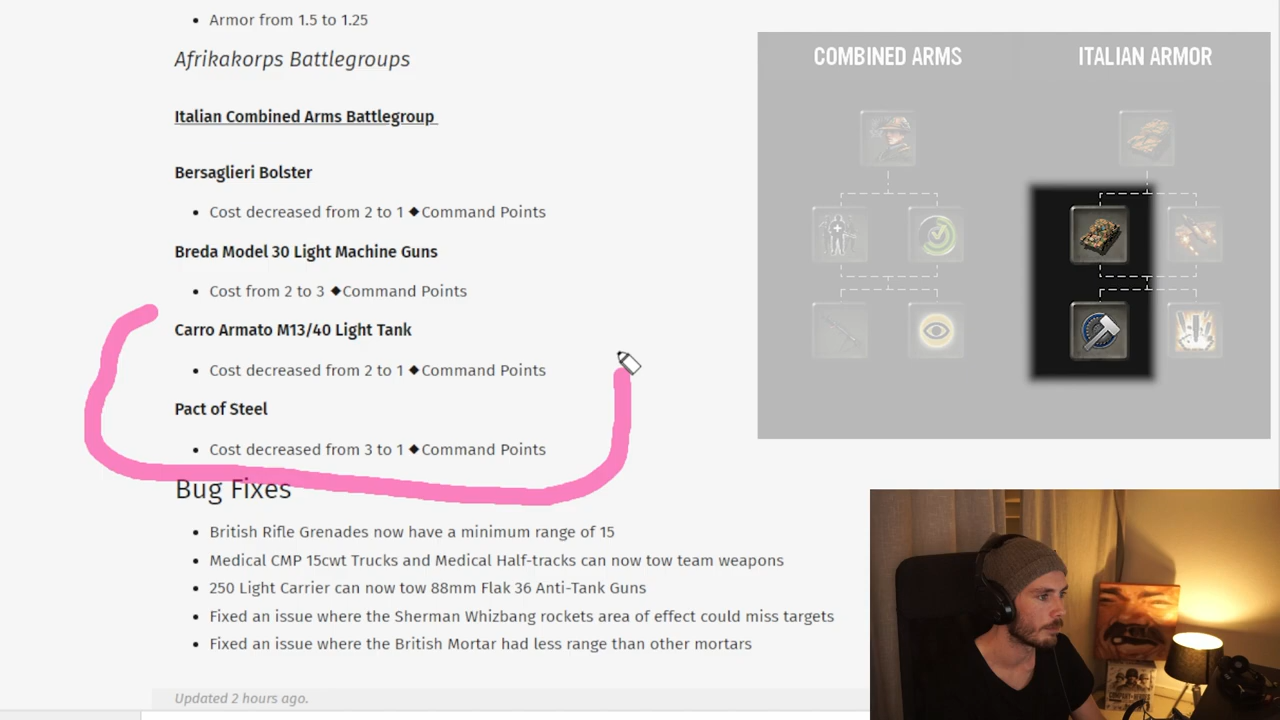 Armor from 1.5 to 1.25
Afrikakorps Battlegroups
Italian Combined Arms Battlegroup
Bersaglieri Bolster
Cost decreased from 2 to 1 ◆Command Points
Breda Model 30 Light Machine Guns
Cost from 2 to 3 ◆Command Points
Carro Armato M13/40 Light Tank
Cost decreased from 2 to 1 ◆Command Points
Pact of Steel
Cost decreased from 3 to 1 ◆Command Points
Bug Fixes
British Rifle Grenades now have a minimum range of 15
Medical CMP 15cwt Trucks and Medical Half-tracks can now tow team weapons
250 Light Carrier can now tow 88mm Flak 36 Anti-Tank Guns
Fixed an issue where the Sherman Whizbang rockets area of effect could miss targets
Fixed an issue where the British Mortar had less range than other mortars
Updated 2 hours ago.
COMBINED ARMS
ITALIAN ARMOR